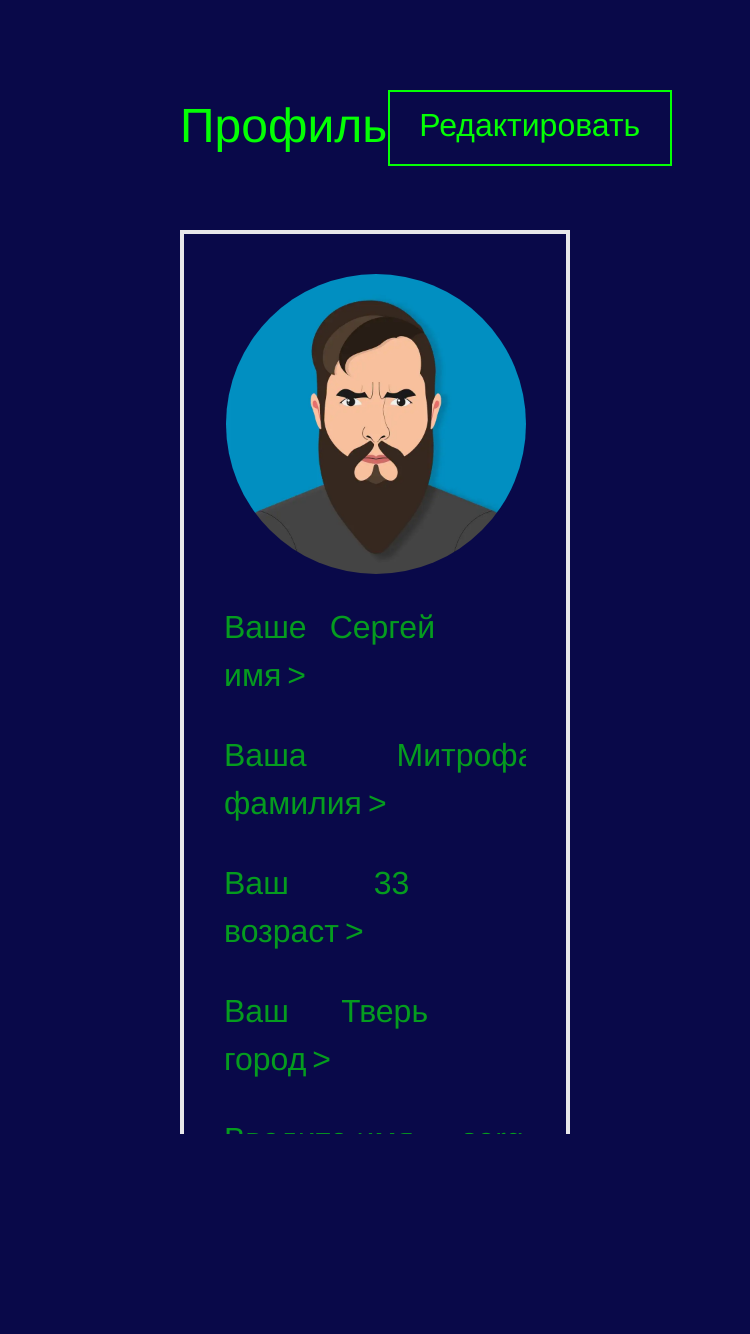 Профиль Редактировать
Ваше Сергей
имя >
Ваша Митрофа
фамилия >
Ваш 33
возраст >
Ваш Тверь
город >